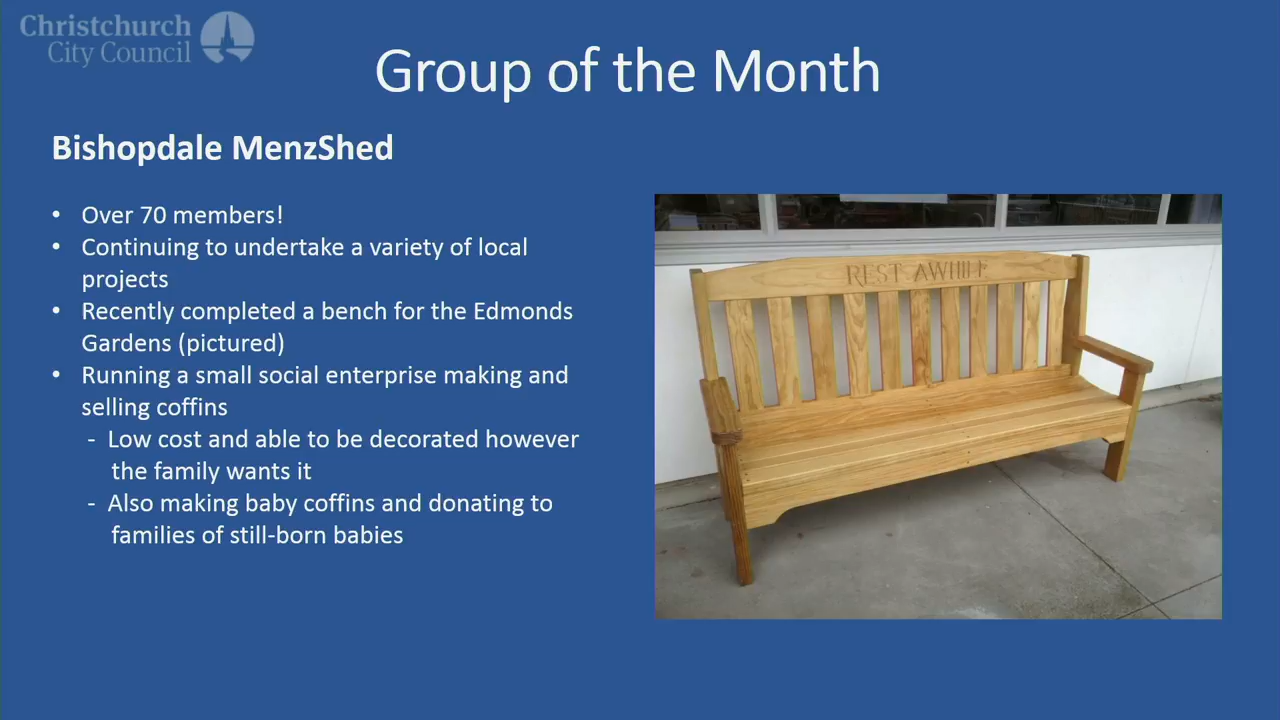 Christchurch
City Council
Group of the Month
Bishopdale MenzShed
• Over 70 members!
• Continuing to undertake a variety of local
projects
• Recently completed a bench for the Edmonds
Gardens (pictured)
• Running a small social enterprise making and
selling coffins
- Low cost and able to be decorated however
the family wants it
- Also making baby coffins and donating to
families of still-born babies
REST AWHILE